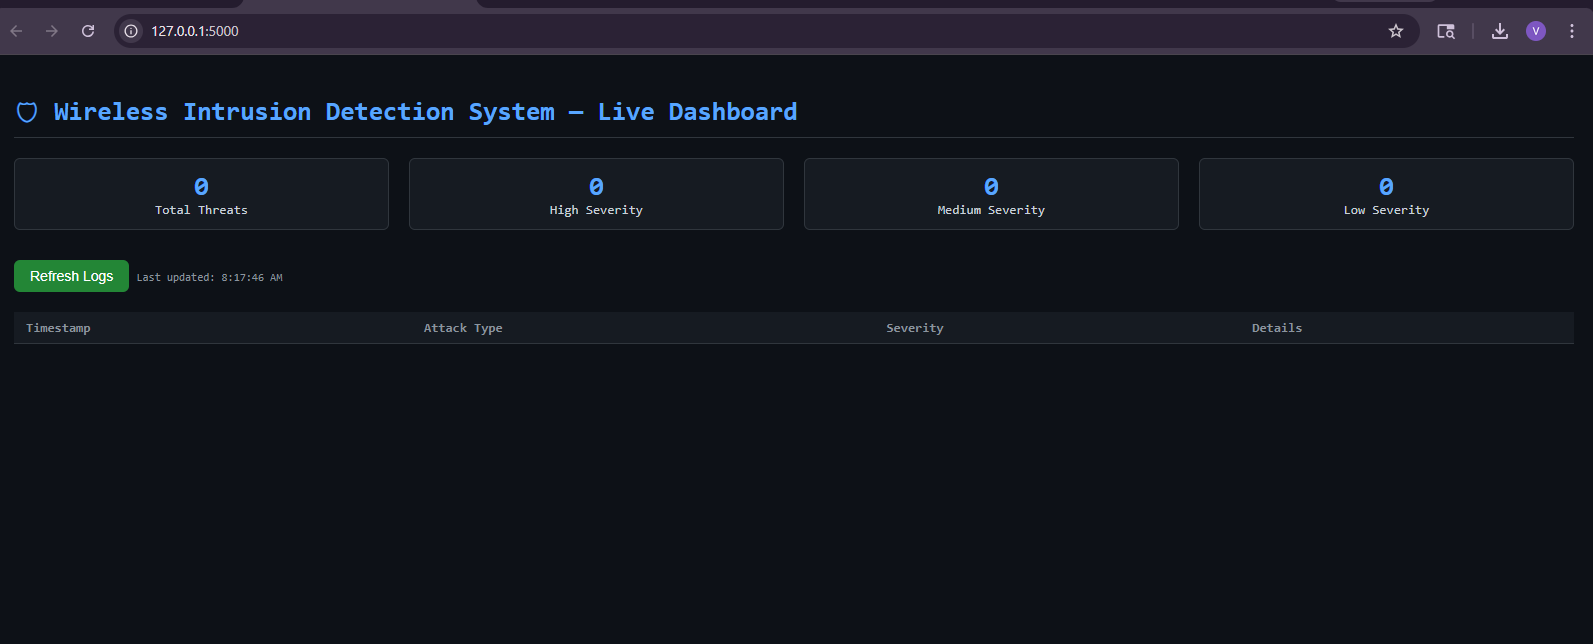 127.0.0.1:5000
V
Wireless Intrusion Detection System — Live Dashboard
0 0 0 0
Total Threats High Severity Medium Severity Low Severity
Refresh Logs Last updated: 8:17:46 AM
Timestamp Attack Type Severity Details